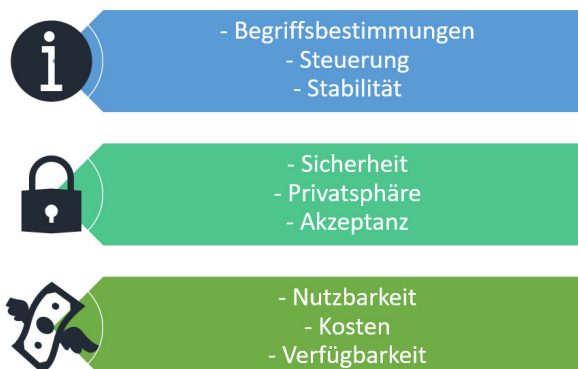 - Begriffsbestimmungen
- Steuerung
- Stabilität
- Sicherheit
- Privatsphäre
- Akzeptanz
- Nutzbarkeit
- Kosten
- Verfügbarkeit